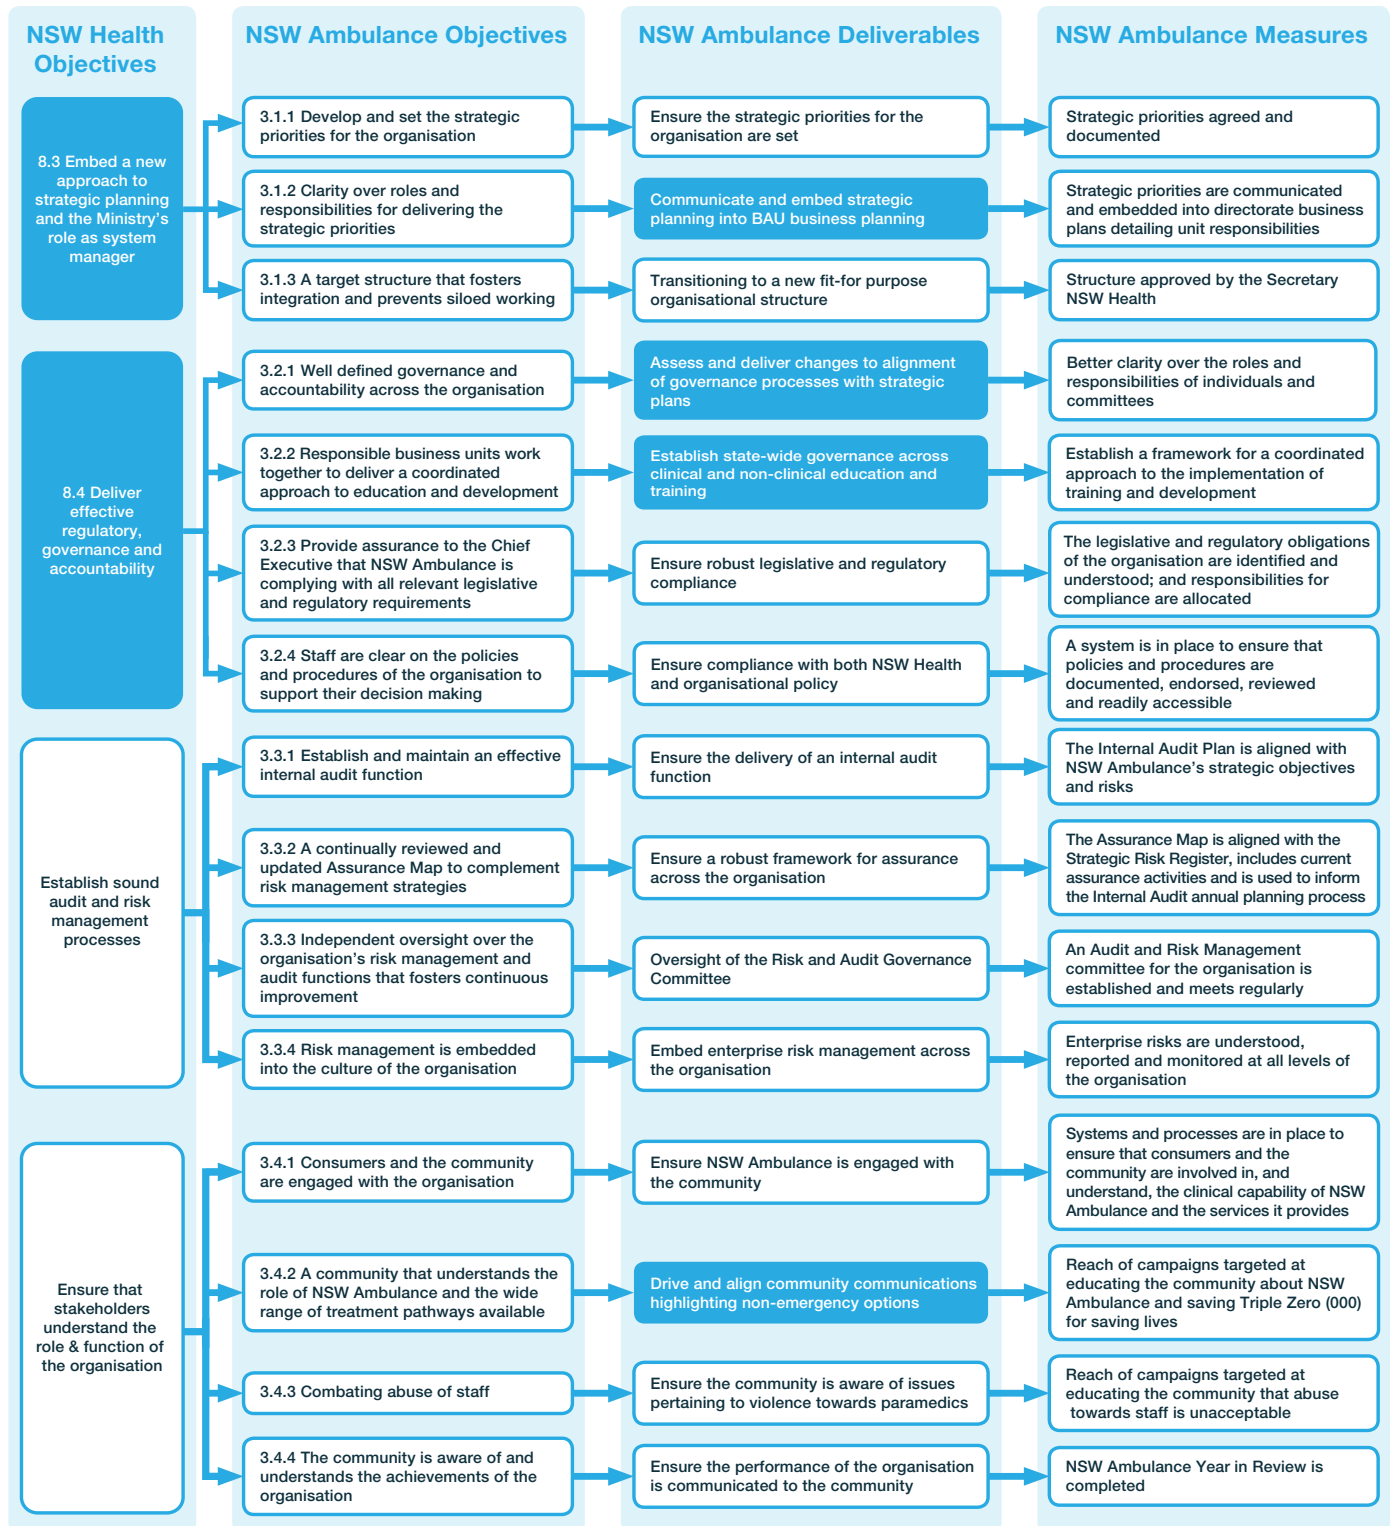 NSW Health
Objectives
NSW Ambulance Objectives
NSW Ambulance Deliverables
NSW Ambulance Measures
8.3 Embed a new
approach to
strategic planning
and the Ministry’s
role as system
manager
3.1.1 Develop and set the strategic
priorities for the organisation
Ensure the strategic priorities for the
organisation are set
Strategic priorities agreed and
documented
3.1.2 Clarity over roles and
responsibilities for delivering the
strategic priorities
Communicate and embed strategic
planning into BAU business planning
Strategic priorities are communicated
and embedded into directorate business
plans detailing unit responsibilities
3.1.3 A target structure that fosters
integration and prevents siloed working
Transitioning to a new fit-for purpose
organisational structure
Structure approved by the Secretary
NSW Health
8.4 Deliver
effective
regulatory,
governance and
accountability
3.2.1 Well defined governance and
accountability across the organisation
Assess and deliver changes to alignment
of governance processes with strategic
plans
Better clarity over the roles and
responsibilities of individuals and
committees
3.2.2 Responsible business units work
together to deliver a coordinated
approach to education and development
Establish state-wide governance across
clinical and non-clinical education and
training
Establish a framework for a coordinated
approach to the implementation of
training and development
3.2.3 Provide assurance to the Chief
Executive that NSW Ambulance is
complying with all relevant legislative
and regulatory requirements
Ensure robust legislative and regulatory
compliance
The legislative and regulatory obligations
of the organisation are identified and
understood; and responsibilities for
compliance are allocated
3.2.4 Staff are clear on the policies
and procedures of the organisation to
support their decision making
Ensure compliance with both NSW Health
and organisational policy
A system is in place to ensure that
policies and procedures are
documented, endorsed, reviewed
and readily accessible
Establish sound
audit and risk
management
processes
3.3.1 Establish and maintain an effective
internal audit function
Ensure the delivery of an internal audit
function
The Internal Audit Plan is aligned with
NSW Ambulance’s strategic objectives
and risks
3.3.2 A continually reviewed and
updated Assurance Map to complement
risk management strategies
Ensure a robust framework for assurance
across the organisation
The Assurance Map is aligned with the
Strategic Risk Register, includes current
assurance activities and is used to inform
the Internal Audit annual planning process
3.3.3 Independent oversight over the
organisation’s risk management and
audit functions that fosters continuous
improvement
Oversight of the Risk and Audit Governance
Committee
An Audit and Risk Management
committee for the organisation is
established and meets regularly
3.3.4 Risk management is embedded
into the culture of the organisation
Embed enterprise risk management across
the organisation
Enterprise risks are understood,
reported and monitored at all levels of
the organisation
Ensure that
stakeholders
understand the
role & function of
the organisation
3.4.1 Consumers and the community
are engaged with the organisation
Ensure NSW Ambulance is engaged with
the community
Systems and processes are in place to
ensure that consumers and the
community are involved in, and
understand, the clinical capability of NSW
Ambulance and the services it provides
3.4.2 A community that understands the
role of NSW Ambulance and the wide
range of treatment pathways available
Drive and align community communications
highlighting non-emergency options
Reach of campaigns targeted at
educating the community about NSW
Ambulance and saving Triple Zero (000)
for saving lives
3.4.3 Combating abuse of staff
Ensure the community is aware of issues
pertaining to violence towards paramedics
Reach of campaigns targeted at
educating the community that abuse
towards staff is unacceptable
3.4.4 The community is aware of and
understands the achievements of the
organisation
Ensure the performance of the organisation
is communicated to the community
NSW Ambulance Year in Review is
completed